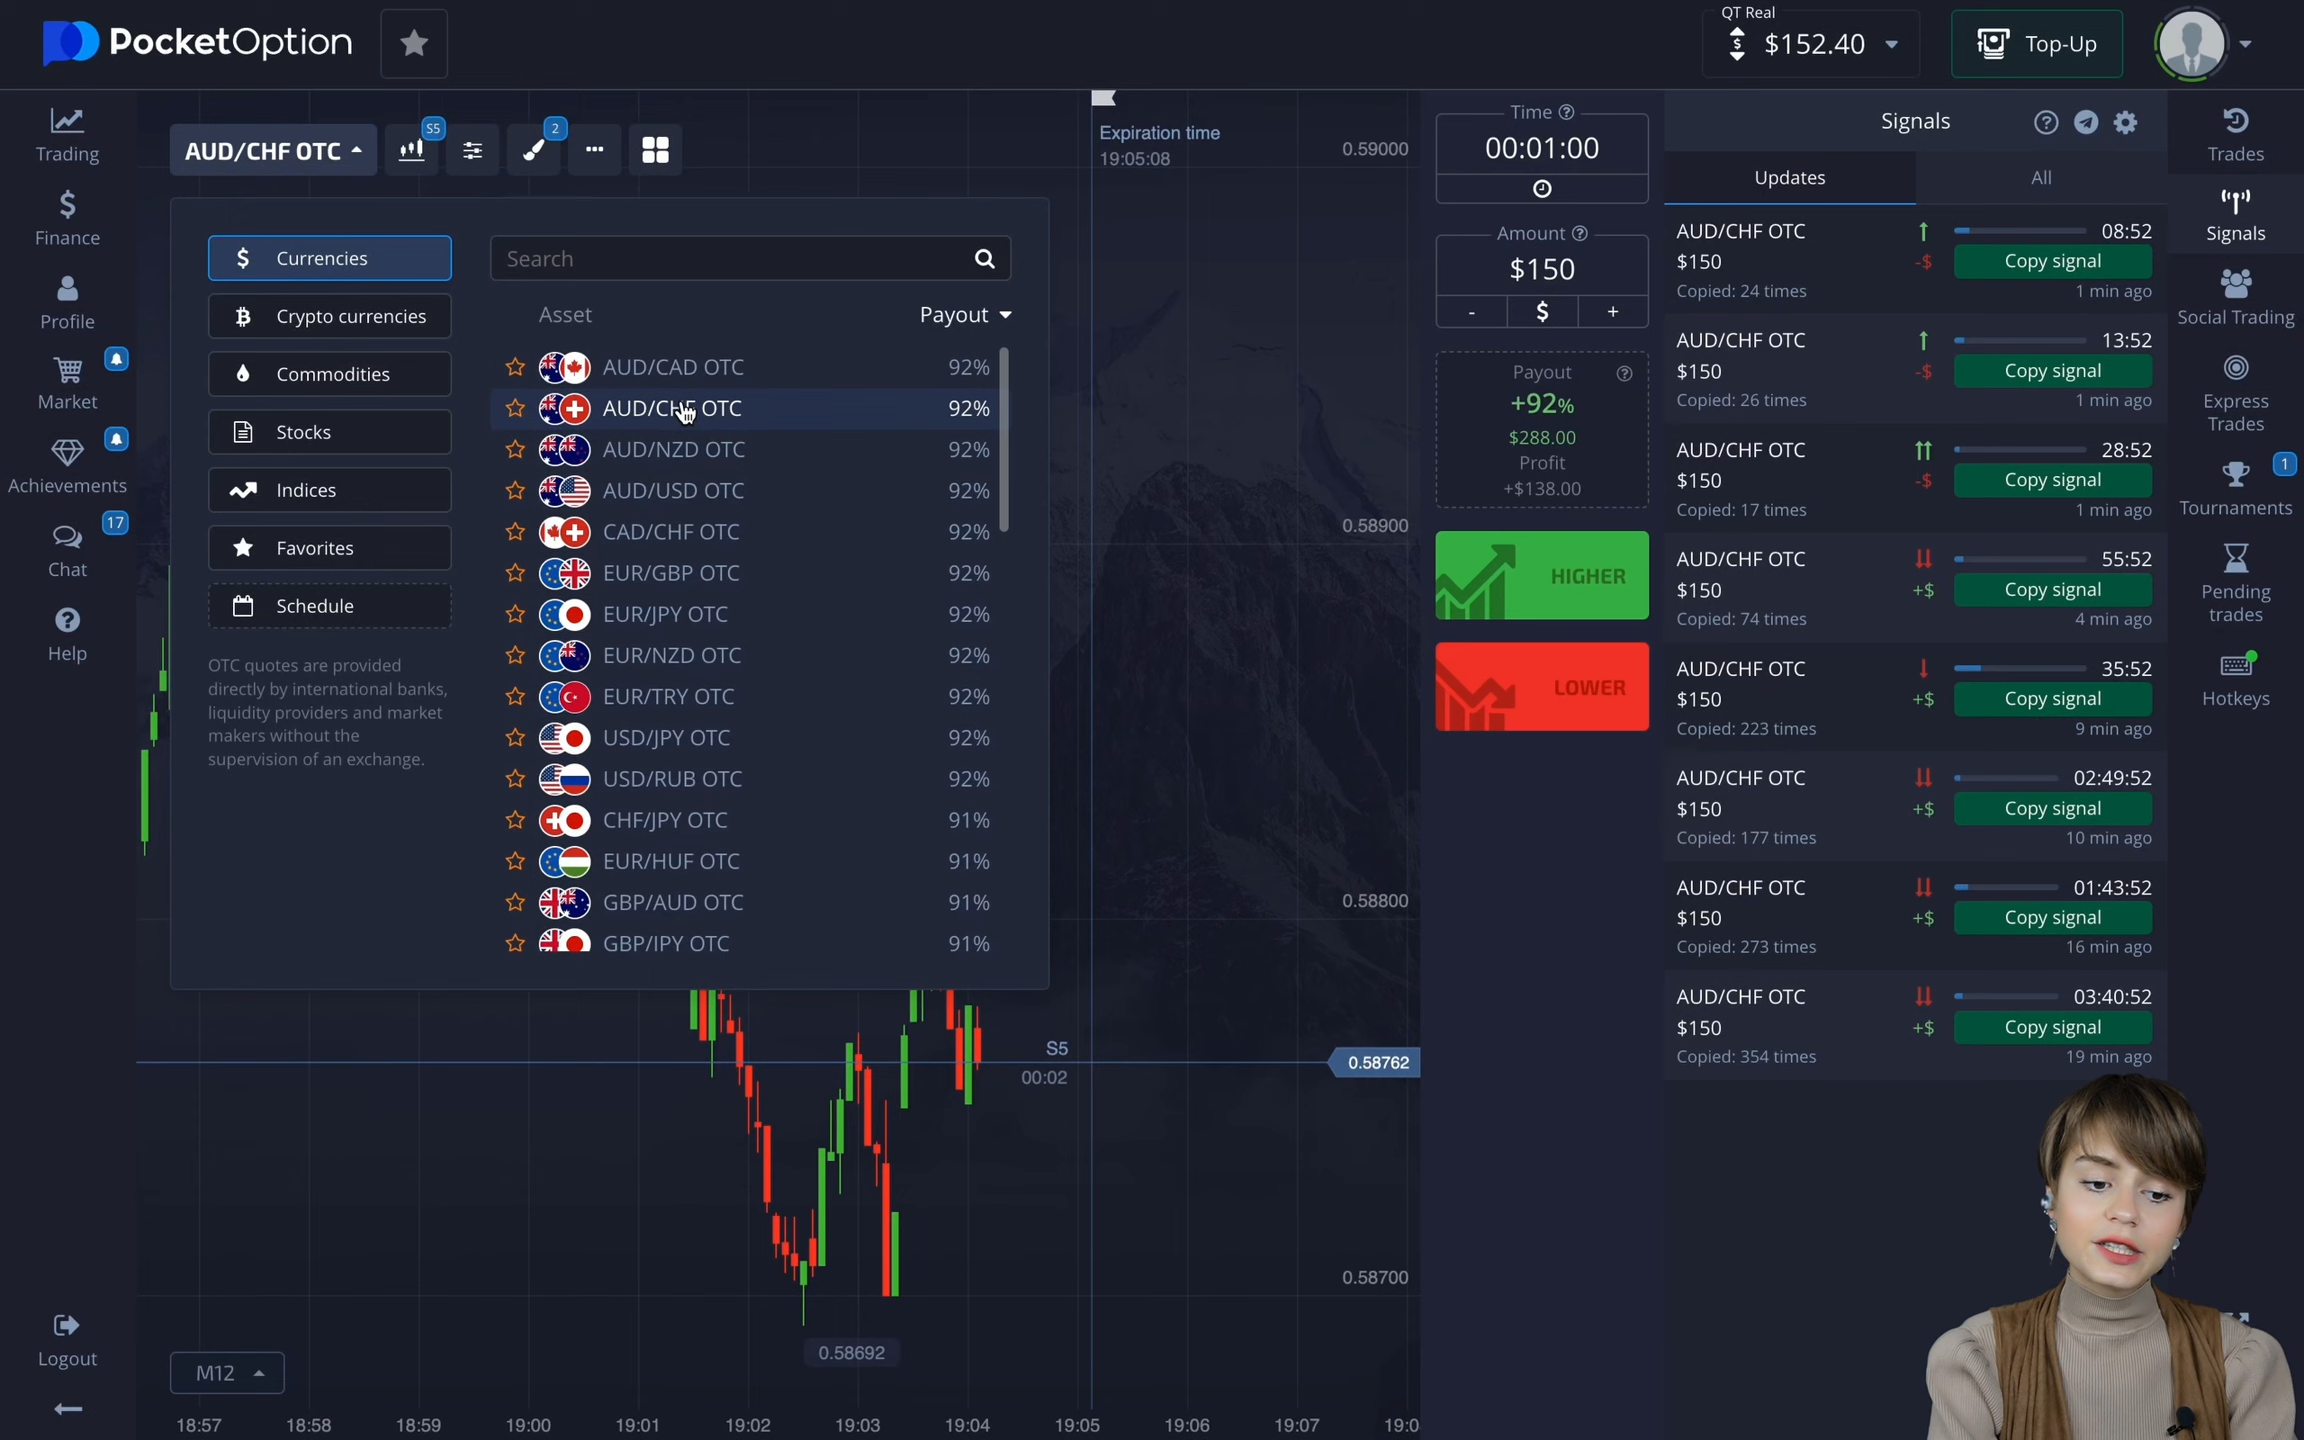 PocketOption
QT Real
$152.40
Top-Up
Trading
Finance
Profile
Market
Achievements
17
Chat
Help
Logout
AUD/CHF OTC
S5
2
Currencies
Crypto currencies
Commodities
Stocks
Indices
Favorites
Schedule
OTC quotes are provided
directly by international banks,
liquidity providers and market
makers without the
supervision of an exchange.
Search
Asset
Payout
AUD/CAD OTC 92%
AUD/CHF OTC 92%
AUD/NZD OTC 92%
AUD/USD OTC 92%
CAD/CHF OTC 92%
EUR/GBP OTC 92%
EUR/JPY OTC 92%
EUR/NZD OTC 92%
EUR/TRY OTC 92%
USD/JPY OTC 92%
USD/RUB OTC 92%
CHF/JPY OTC 91%
EUR/HUF OTC 91%
GBP/AUD OTC 91%
GBP/JPY OTC 91%
Expiration time
19:05:08
0.59000
0.58900
0.58800
S5
00:02
0.58762
0.58700
0.58692
M12
18:57 18:58 18:59 19:00 19:01 19:02 19:03 19:04 19:05 19:06 19:07 19:0
Time
00:01:00
Amount
$150
- $ +
Payout
+92%
$288.00
Profit
+$138.00
HIGHER
LOWER
Signals
Updates All
AUD/CHF OTC 08:52
$150 -$ Copy signal
Copied: 24 times 1 min ago
AUD/CHF OTC 13:52
$150 -$ Copy signal
Copied: 26 times 1 min ago
AUD/CHF OTC 28:52
$150 -$ Copy signal
Copied: 17 times 1 min ago
AUD/CHF OTC 55:52
$150 +$ Copy signal
Copied: 74 times 4 min ago
AUD/CHF OTC 35:52
$150 +$ Copy signal
Copied: 223 times 9 min ago
AUD/CHF OTC 02:49:52
$150 +$ Copy signal
Copied: 177 times 10 min ago
AUD/CHF OTC 01:43:52
$150 +$ Copy signal
Copied: 273 times 16 min ago
AUD/CHF OTC 03:40:52
$150 +$ Copy signal
Copied: 354 times 19 min ago
Trades
Signals
Social Trading
Express
Trades
1
Tournaments
Pending
trades
Hotkeys